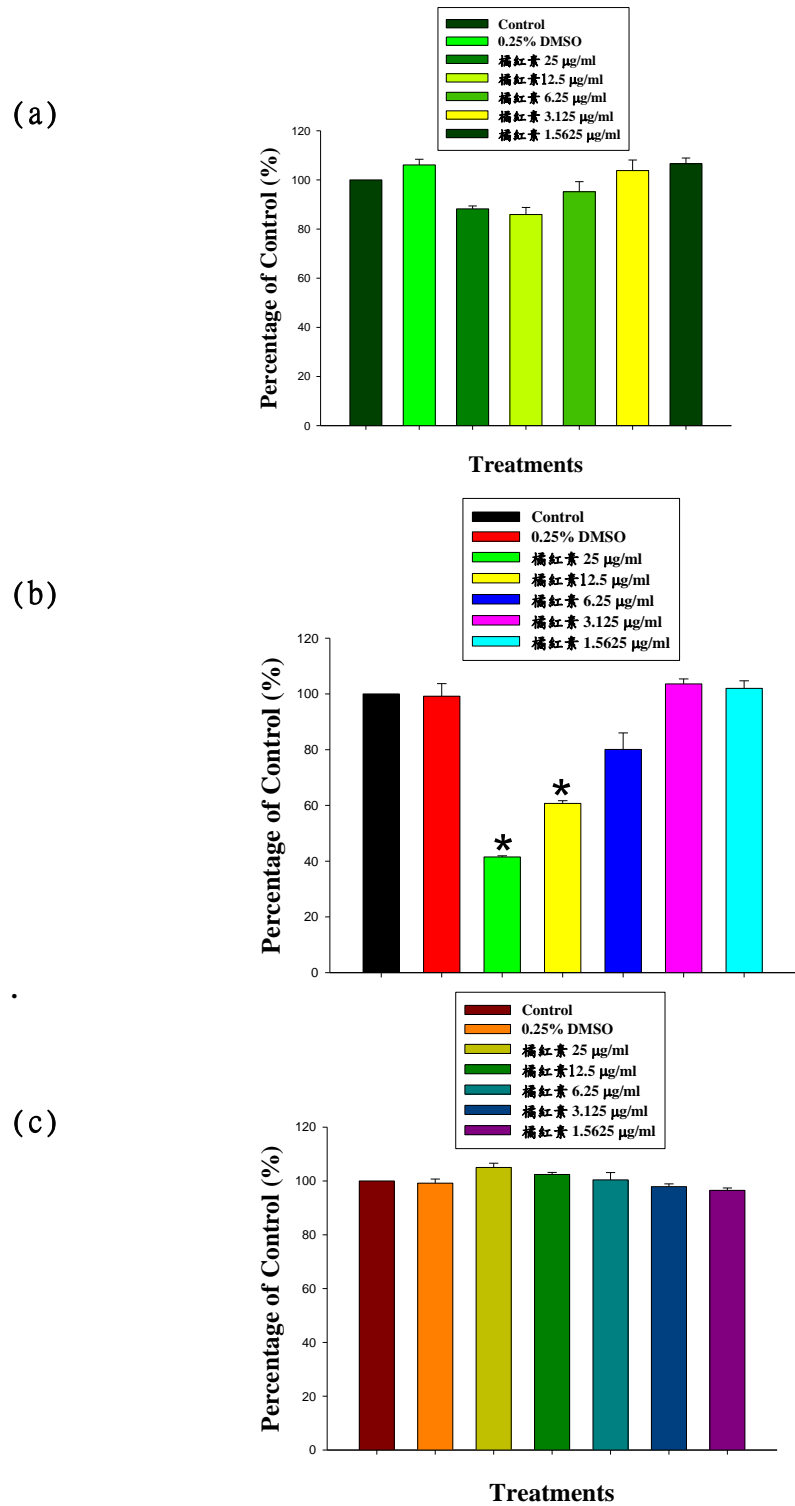 (a)
Control
0.25% DMSO
橘紅素 25 μg/ml
橘紅素12.5 μg/ml
橘紅素 6.25 μg/ml
橘紅素 3.125 μg/ml
橘紅素 1.5625 μg/ml
Percentage of Control (%)
120
100
80
60
40
20
0
Treatments
(b)
Control
0.25% DMSO
橘紅素 25 μg/ml
橘紅素12.5 μg/ml
橘紅素 6.25 μg/ml
橘紅素 3.125 μg/ml
橘紅素 1.5625 μg/ml
Percentage of Control (%)
120
100
80
60
40
20
0
*
*
.
(c)
Control
0.25% DMSO
橘紅素 25 μg/ml
橘紅素12.5 μg/ml
橘紅素 6.25 μg/ml
橘紅素 3.125 μg/ml
橘紅素 1.5625 μg/ml
Percentage of Control (%)
120
100
80
60
40
20
0
Treatments